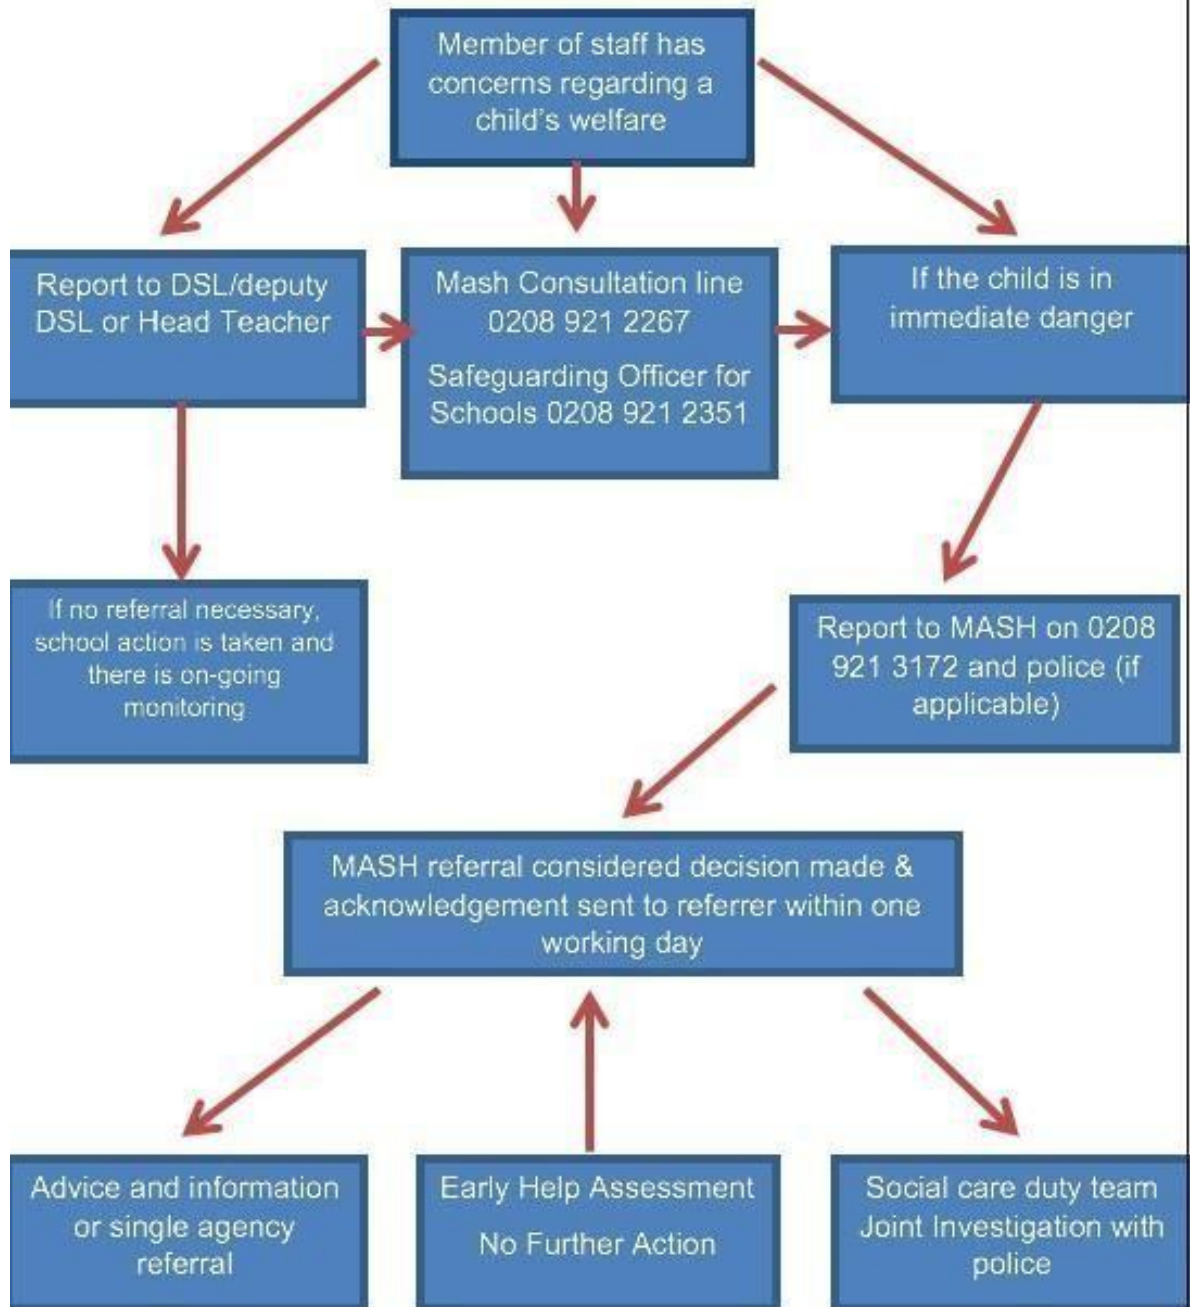 Member of staff has
concerns regarding a
child's welfare
Report to DSL/deputy
DSL or Head Teacher
Mash Consultation line
0208 921 2267
Safeguarding Officer for
Schools 0208 921 2351
If the child is in
immediate danger
If no referral necessary,
school action is taken and
there is on-going
monitoring
Report to MASH on 0208
921 3172 and police (if
applicable)
MASH referral considered decision made &
acknowledgement sent to referrer within one
working day
Advice and information
or single agency
referral
Early Help Assessment
No Further Action
Social care duty team
Joint Investigation with
police